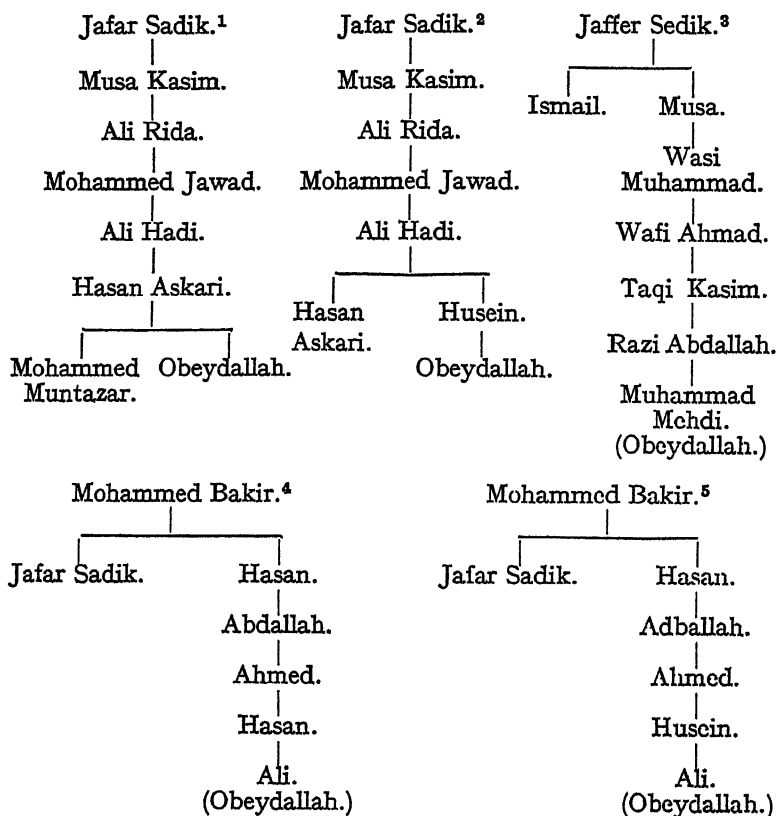 Jafar Sadik.¹ Jafar Sadik.² Jaffer Sedik.³
Musa Kasim. Musa Kasim. Ismail. Musa.
Ali Rida. Ali Rida. Wasi
Mohammed Jawad. Mohammed Jawad. Muhammad.
Ali Hadi. Ali Hadi. Wafi Ahmad.
Hasan Askari. Hasan Husein. Taqi Kasim.
Askari. Razi Abdallah.
Mohammed Obeydallah. Obeydallah. Muhammad
Muntazar. Mehdi.
(Obeydallah.)
Mohammed Bakir.⁴ Mohammed Bakir.⁵
Jafar Sadik. Hasan. Jafar Sadik. Hasan.
Abdallah. Adballah.
Ahmed. Ahmed.
Hasan. Husein.
Ali. Ali.
(Obeydallah.) (Obeydallah.)